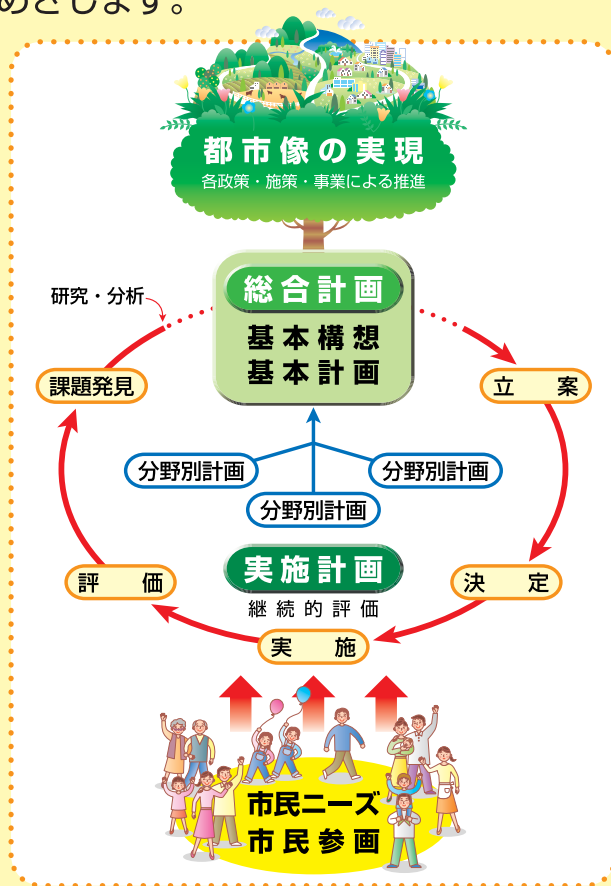 めざします。
都市像の実現
各政策・施策・事業による推進
総合計画
基本構想
基本計画
研究・分析
課題発見
立　案
分野別計画
分野別計画
分野別計画
実施計画
継続的評価
評　価
決　定
実　施
市民ニーズ
市民参画